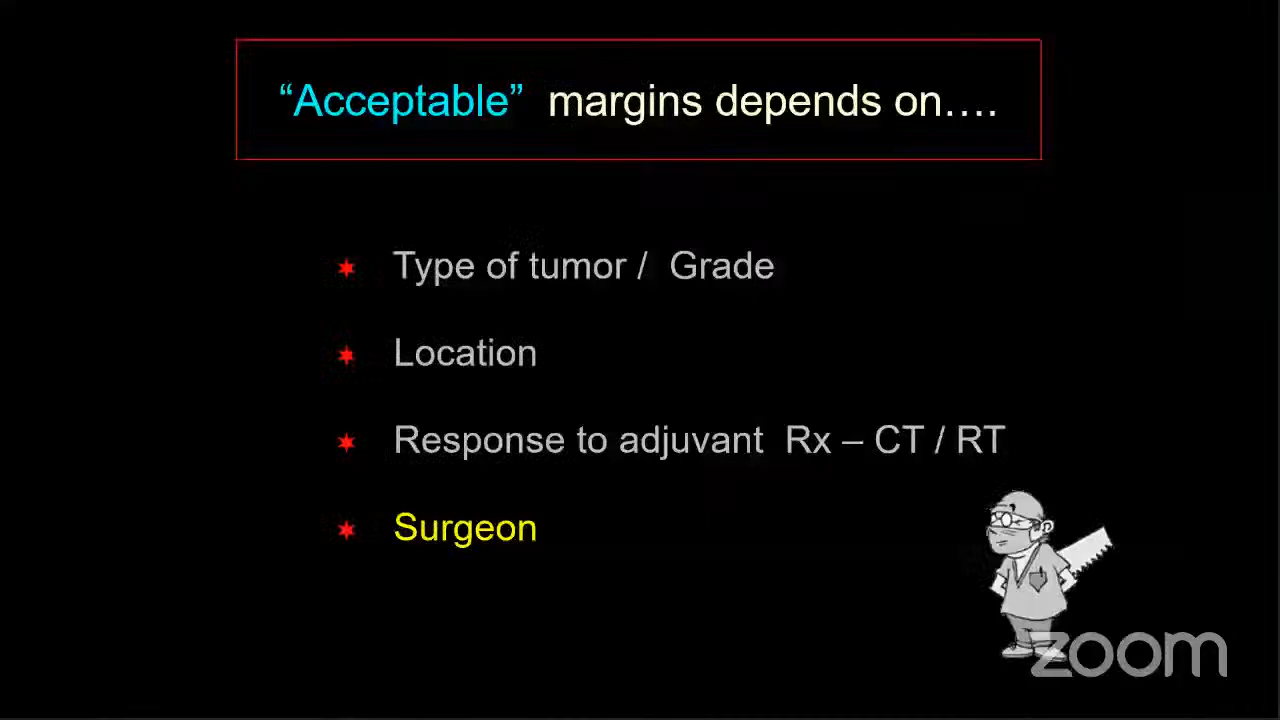 “Acceptable” margins depends on….
Type of tumor / Grade
Location
Response to adjuvant Rx – CT / RT
Surgeon
zoom